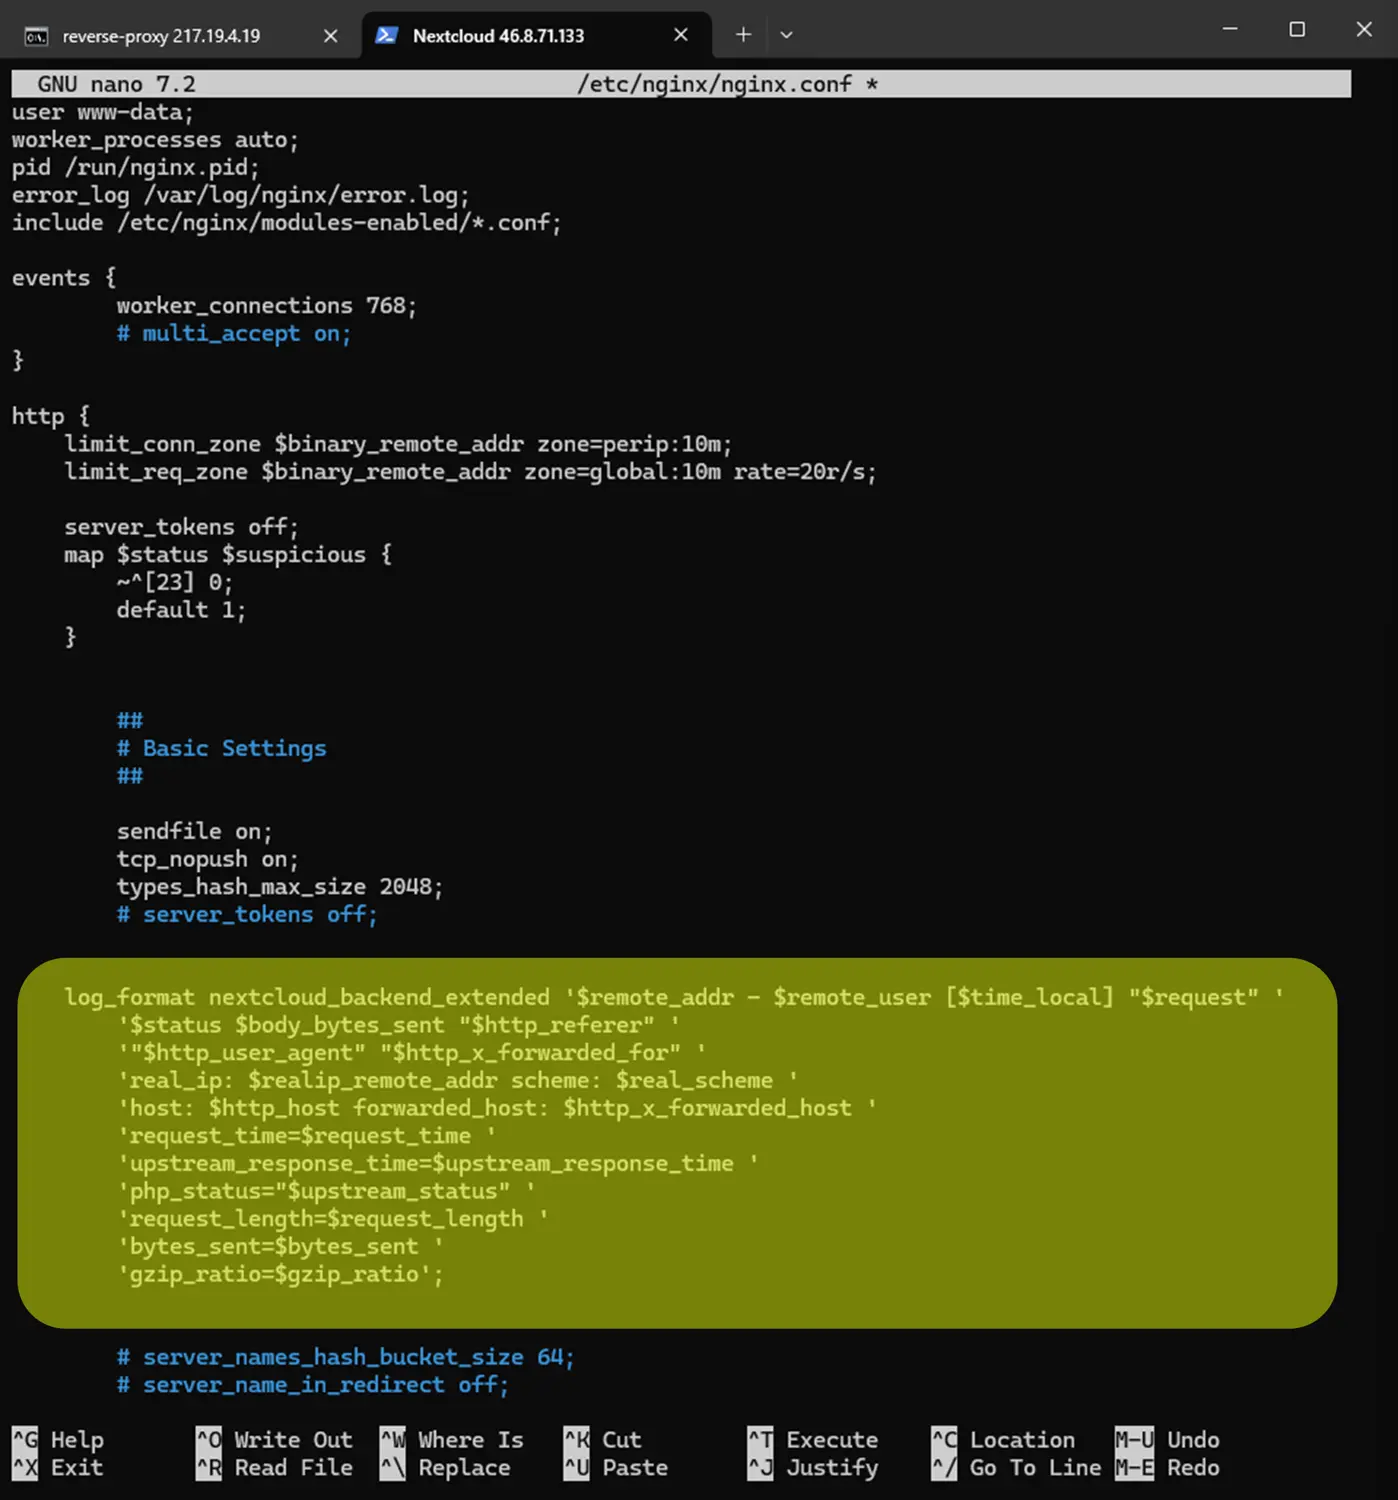 reverse-proxy 217.19.4.19
Nextcloud 46.8.71.133
GNU nano 7.2 /etc/nginx/nginx.conf *
user www-data;
worker_processes auto;
pid /run/nginx.pid;
error_log /var/log/nginx/error.log;
include /etc/nginx/modules-enabled/*.conf;
events {
worker_connections 768;
# multi_accept on;
}
http {
limit_conn_zone $binary_remote_addr zone=perip:10m;
limit_req_zone $binary_remote_addr zone=global:10m rate=20r/s;
server_tokens off;
map $status $suspicious {
~^[23] 0;
default 1;
}
##
# Basic Settings
##
sendfile on;
tcp_nopush on;
types_hash_max_size 2048;
# server_tokens off;
log_format nextcloud_backend_extended '$remote_addr - $remote_user [$time_local] "$request" '
'$status $body_bytes_sent "$http_referer" '
'"$http_user_agent" "$http_x_forwarded_for" '
'real_ip: $realip_remote_addr scheme: $real_scheme '
'host: $http_host forwarded_host: $http_x_forwarded_host '
'request_time=$request_time '
'upstream_response_time=$upstream_response_time '
'php_status="$upstream_status" '
'request_length=$request_length '
'bytes_sent=$bytes_sent '
'gzip_ratio=$gzip_ratio';
# server_names_hash_bucket_size 64;
# server_name_in_redirect off;
^G Help ^O Write Out ^W Where Is ^K Cut ^T Execute ^C Location M-U Undo
^X Exit ^R Read File ^\ Replace ^U Paste ^J Justify ^/ Go To Line M-E Redo